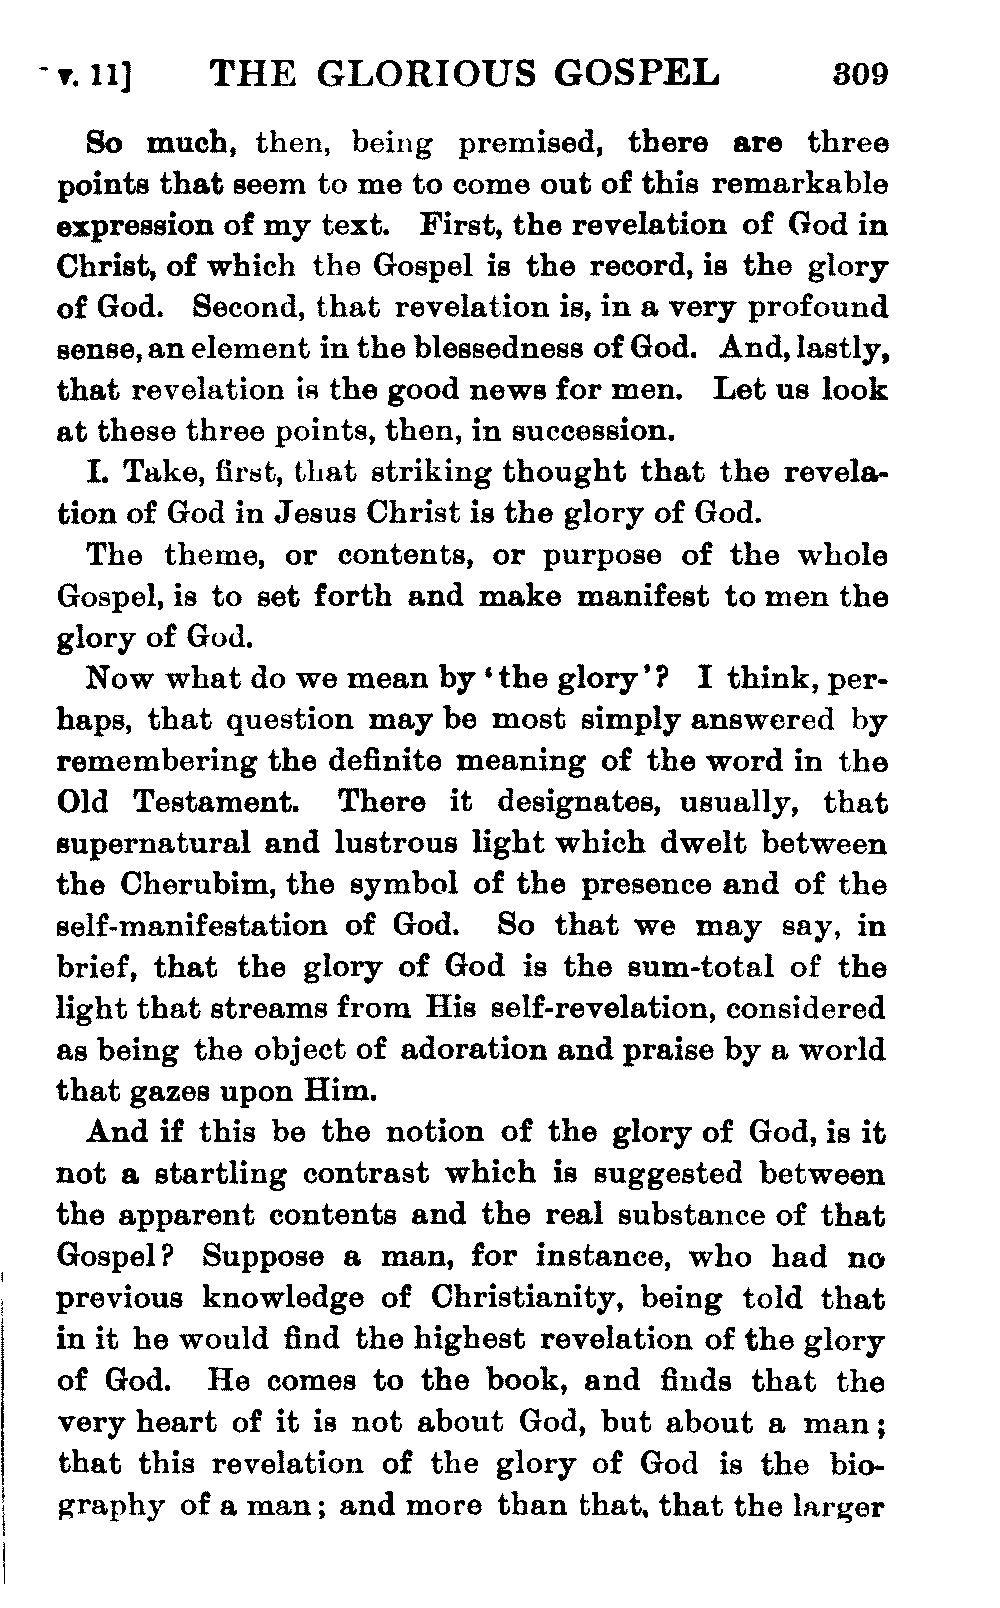 v. 11] THE GLORIOUS GOSPEL 309
So much, then, being premised, there are three
points that seem to me to come out of this remarkable
expression of my text. First, the revelation of God in
Christ, of which the Gospel is the record, is the glory
of God. Second, that revelation is, in a very profound
sense, an element in the blessedness of God. And, lastly,
that revelation is the good news for men. Let us look
at these three points, then, in succession.
I. Take, first, that striking thought that the revela-
tion of God in Jesus Christ is the glory of God.
The theme, or contents, or purpose of the whole
Gospel, is to set forth and make manifest to men the
glory of God.
Now what do we mean by ‘the glory’? I think, per-
haps, that question may be most simply answered by
remembering the definite meaning of the word in the
Old Testament. There it designates, usually, that
supernatural and lustrous light which dwelt between
the Cherubim, the symbol of the presence and of the
self-manifestation of God. So that we may say, in
brief, that the glory of God is the sum-total of the
light that streams from His self-revelation, considered
as being the object of adoration and praise by a world
that gazes upon Him.
And if this be the notion of the glory of God, is it
not a startling contrast which is suggested between
the apparent contents and the real substance of that
Gospel? Suppose a man, for instance, who had no
previous knowledge of Christianity, being told that
in it he would find the highest revelation of the glory
of God. He comes to the book, and finds that the
very heart of it is not about God, but about a man;
that this revelation of the glory of God is the bio-
graphy of a man; and more than that, that the larger